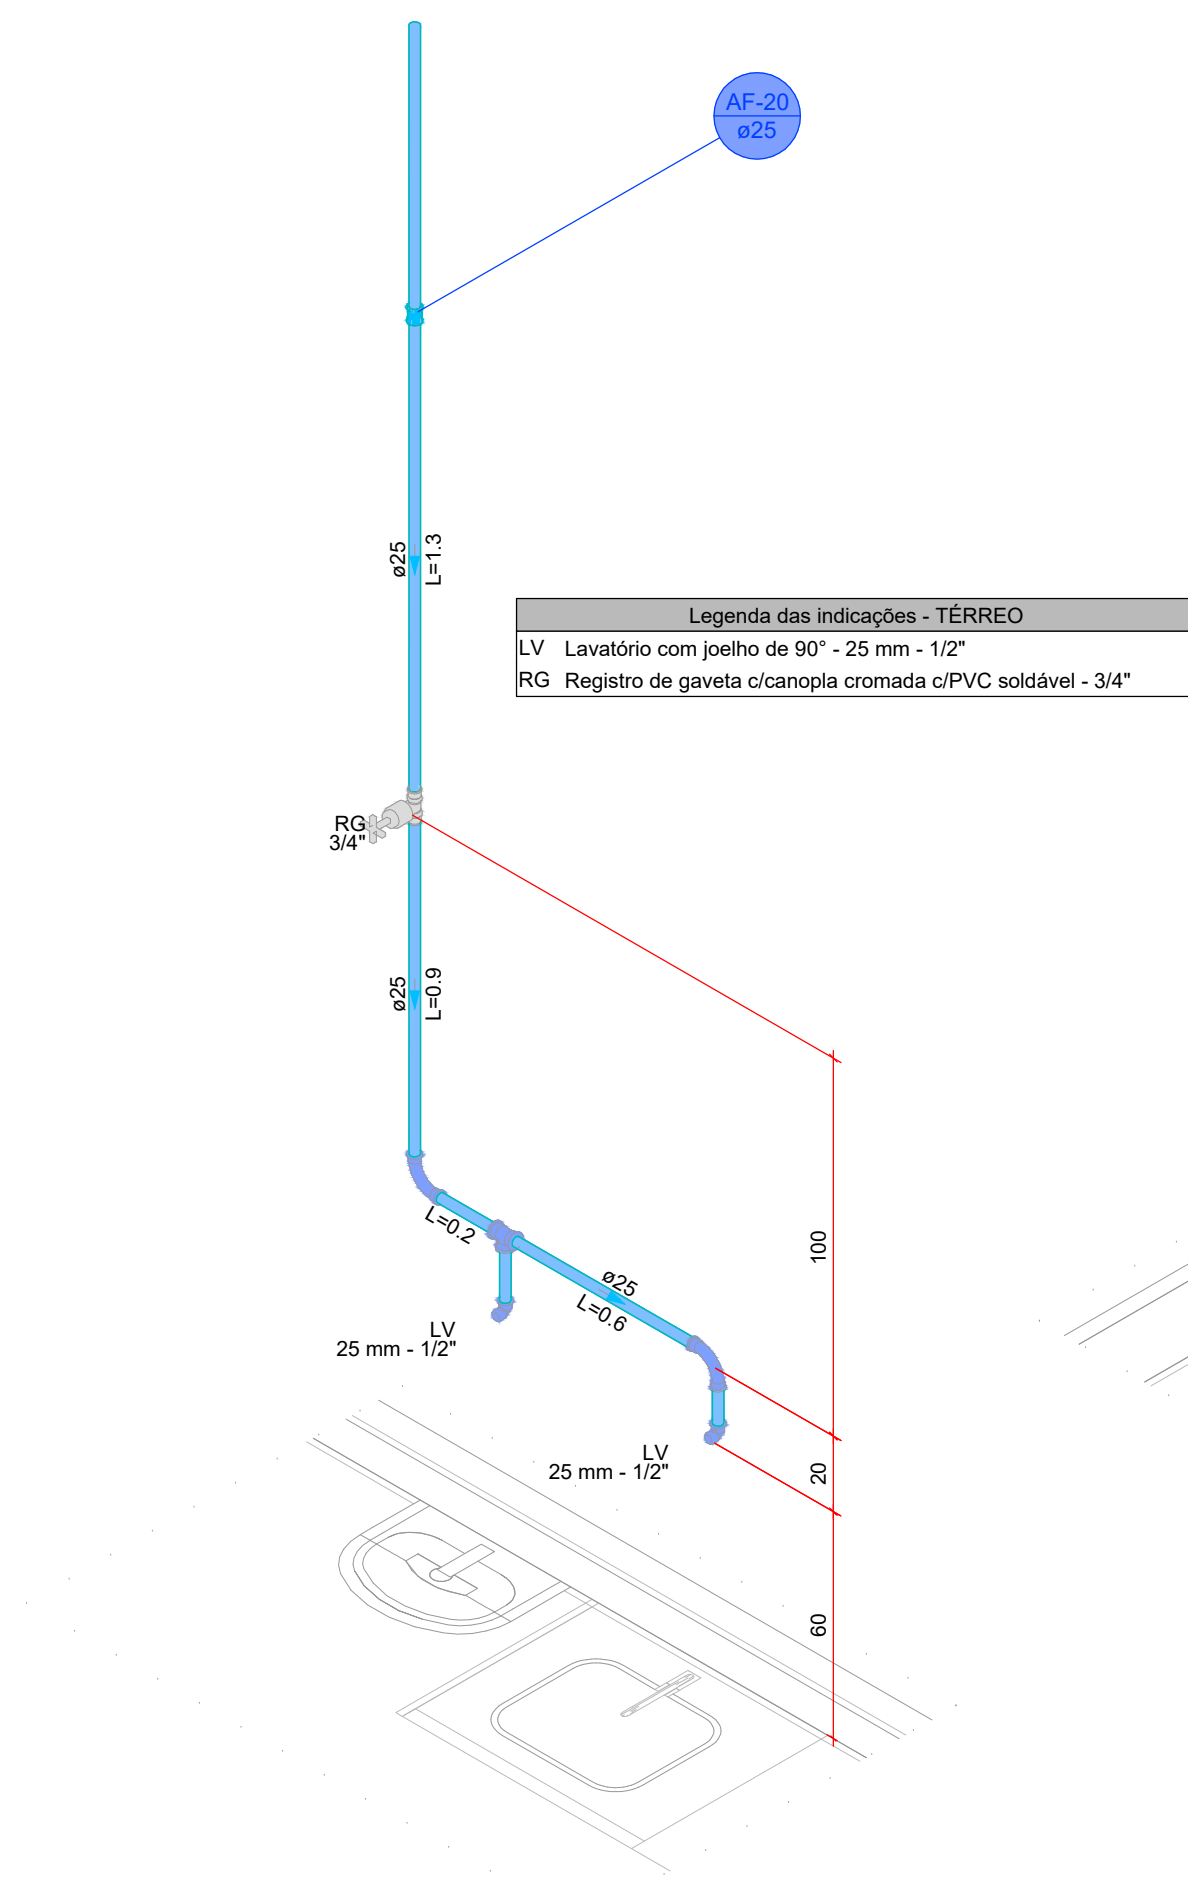 AF-20
ø25
ø25
L=1.3
Legenda das indicações - TÉRREO
LV Lavatório com joelho de 90° - 25 mm - 1/2"
RG Registro de gaveta c/canopla cromada c/PVC soldável - 3/4"
RG
3/4"
ø25
L=0.9
L=0.2
ø25
L=0.6
100
LV
25 mm - 1/2"
LV
25 mm - 1/2"
20
60